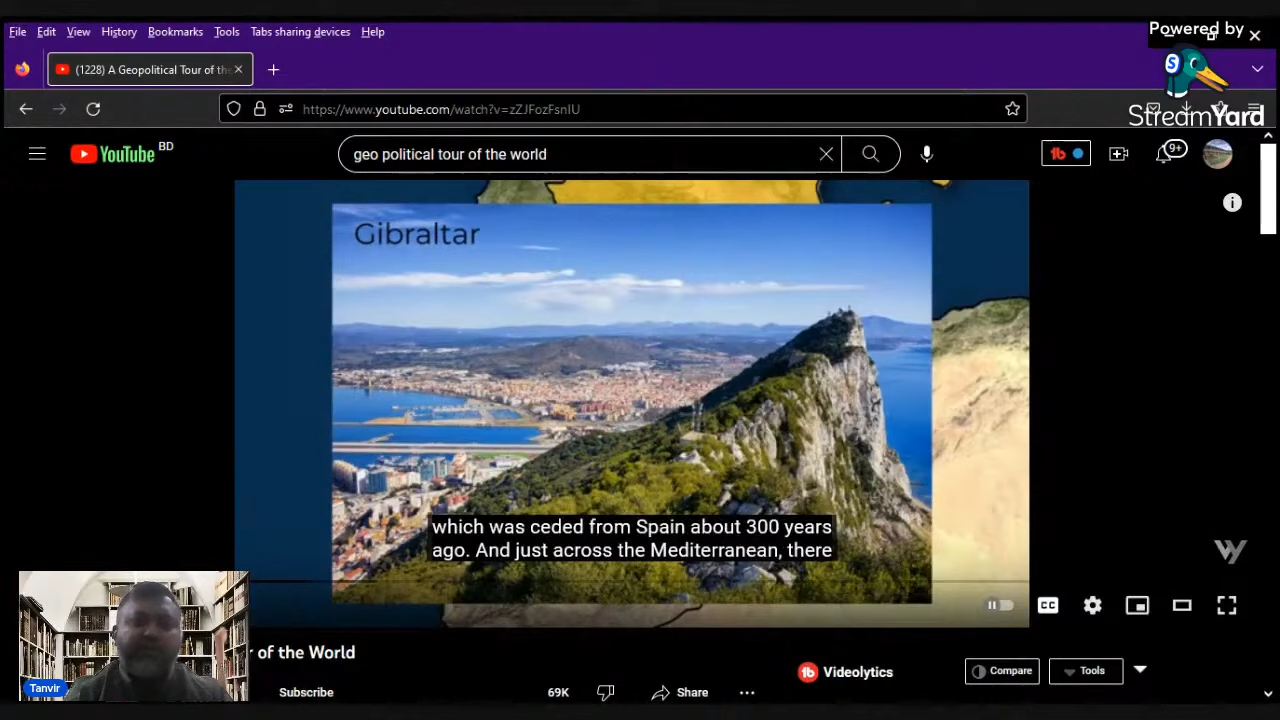 File Edit View History Bookmarks Tools Tabs sharing devices Help
Powered by
StreamYard
(1228) A Geopolitical Tour of the
https://www.youtube.com/watch?v=zZJFozFsnIU
YouTube BD
geo political tour of the world
9+
Gibraltar
which was ceded from Spain about 300 years
ago. And just across the Mediterranean, there
CC
r of the World
Videolytics
Compare
Tools
Tanvir
Subscribe
69K
Share